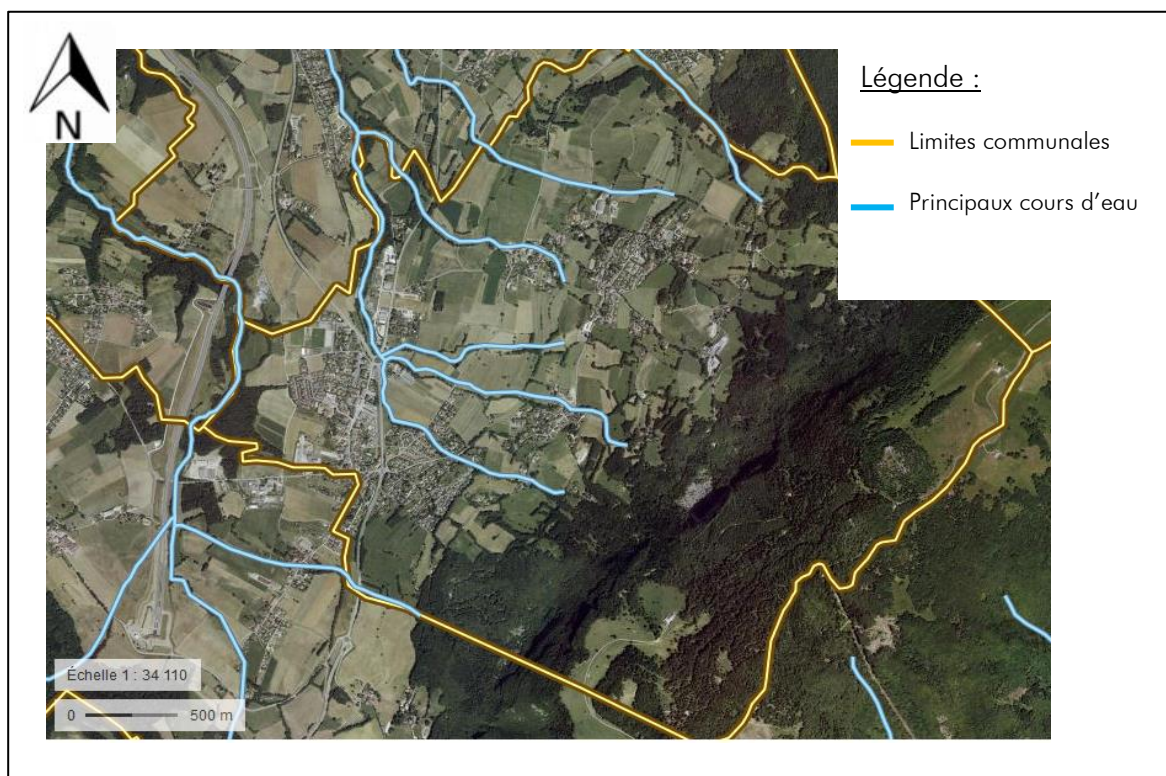 N
Légende :
Limites communales
Principaux cours d'eau
Échelle 1 : 34 110
0 500 m